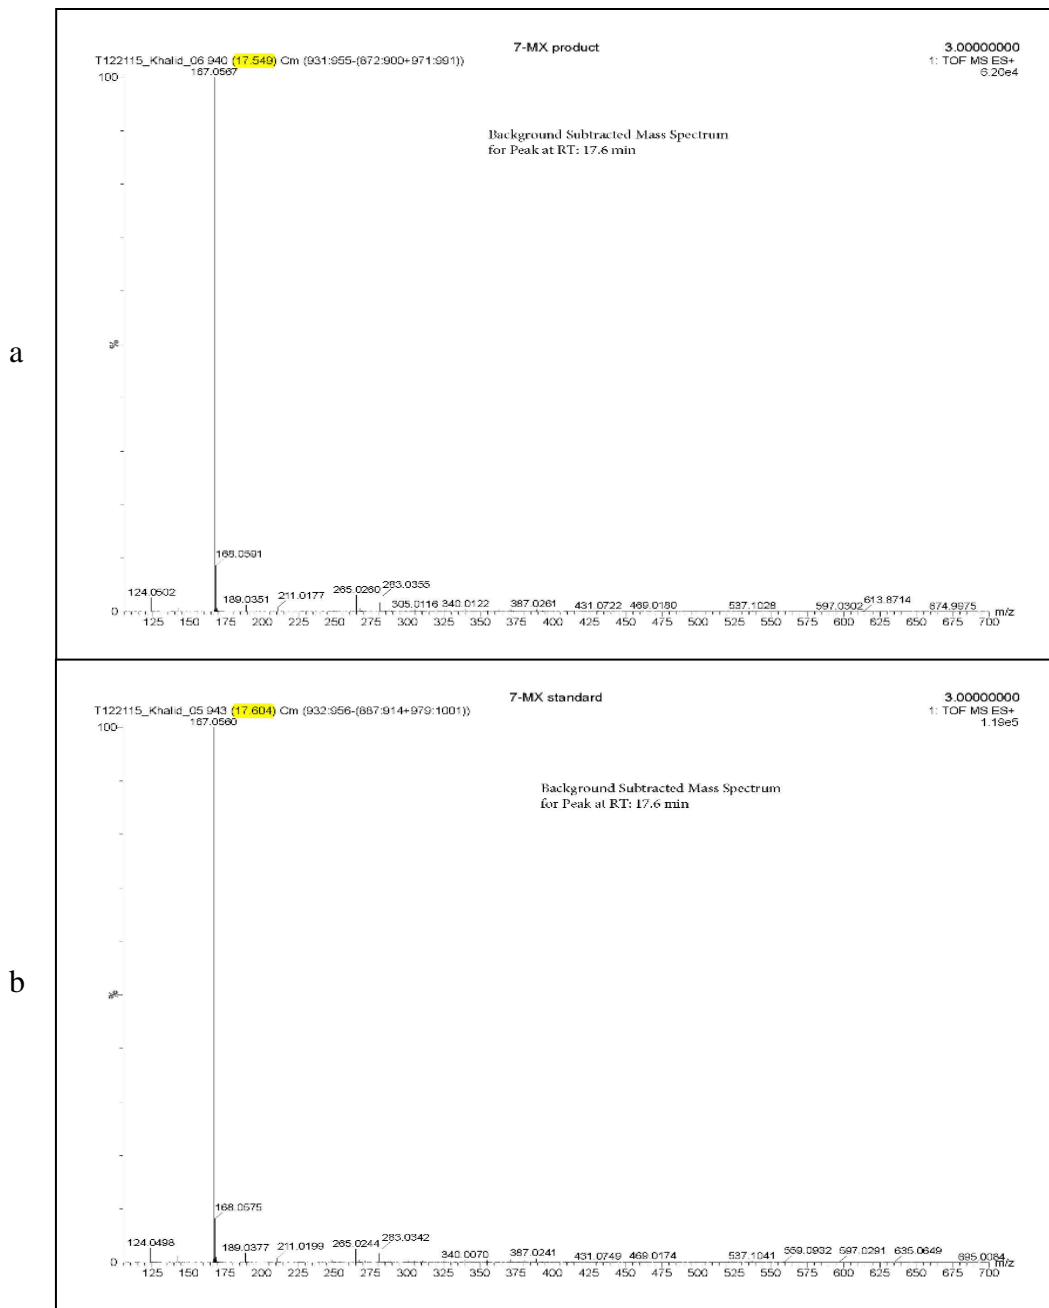 7-MX product
3.00000000
T122115_Khalid_06 940 (17.549) Cm (931:955-(872:900+971:991))
1: TOF MS ES+
6.20e4
167.0567
100
Background Subtracted Mass Spectrum
for Peak at RT: 17.6 min
a
%
168.0591
124.0502
189.0351
211.0177
265.0260
283.0355
305.0116
340.0122
387.0261
431.0722
469.0180
537.1028
597.0302
613.8714
874.9975
0
125 150 175 200 225 250 275 300 325 350 375 400 425 450 475 500 525 550 575 600 625 650 675 700 m/z
7-MX standard
3.00000000
T122115_Khalid_05 943 (17.604) Cm (932:956-(887:914+979:1001))
1: TOF MS ES+
1.19e5
167.0560
100
Background Subtracted Mass Spectrum
for Peak at RT: 17.6 min
b
%
168.0575
124.0498
189.0377
211.0199
265.0244
283.0342
340.0070
387.0241
431.0749
469.0174
537.1041
559.0932
597.0291
635.0649
695.0084
0
125 150 175 200 225 250 275 300 325 350 375 400 425 450 475 500 525 550 575 600 625 650 675 700 m/z